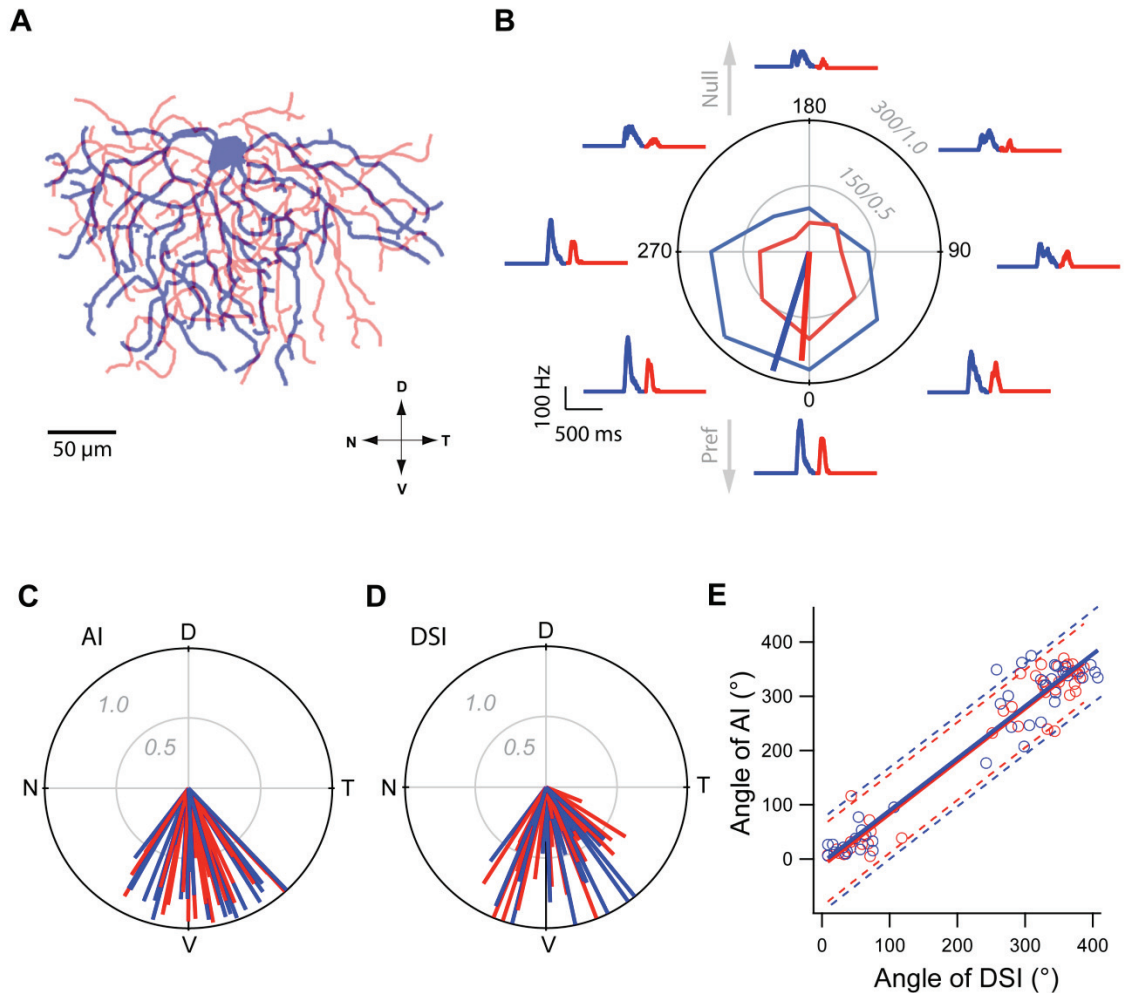 A
50 µm
D
N T
V
B
Null
180
300/1.0
150/0.5
270
90
0
100 Hz
500 ms
Pref
C
AI
D
1.0
0.5
N
T
V
D
DSI
D
1.0
0.5
N
T
V
E
Angle of AI (°)
400
300
200
100
0
0 100 200 300 400
Angle of DSI (°)